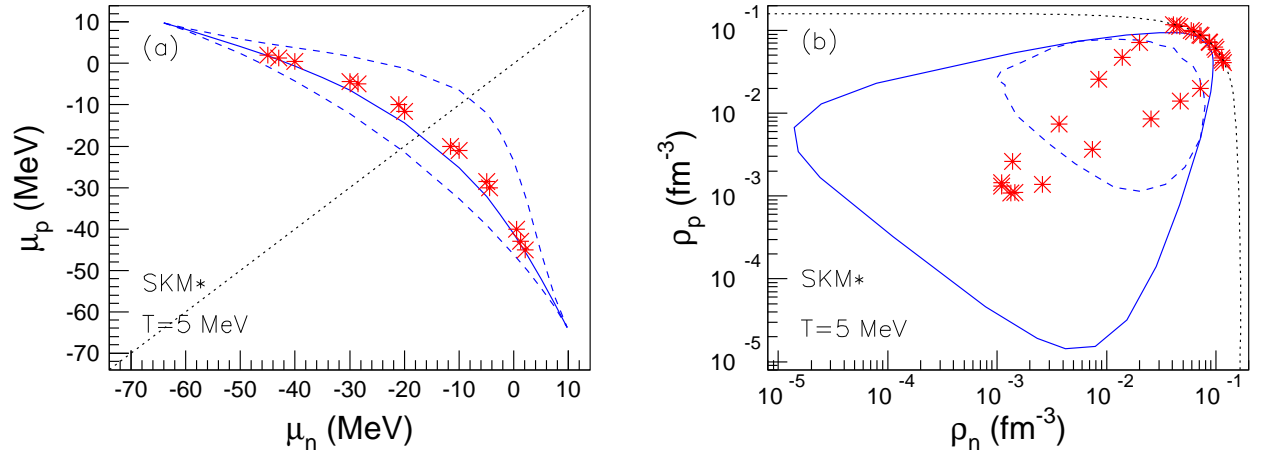 (a)
10
0
-10
-20
-30
-40
-50
-60
-70
μp (MeV)
SKM*
T=5 MeV
-70 -60 -50 -40 -30 -20 -10 0 10
μn (MeV)
(b)
10-1
10-2
10-3
10-1
10-5
ρp (fm-3)
SKM*
T=5 MeV
10-5 10-4 10-3 10-2 10-1
ρn (fm-3)